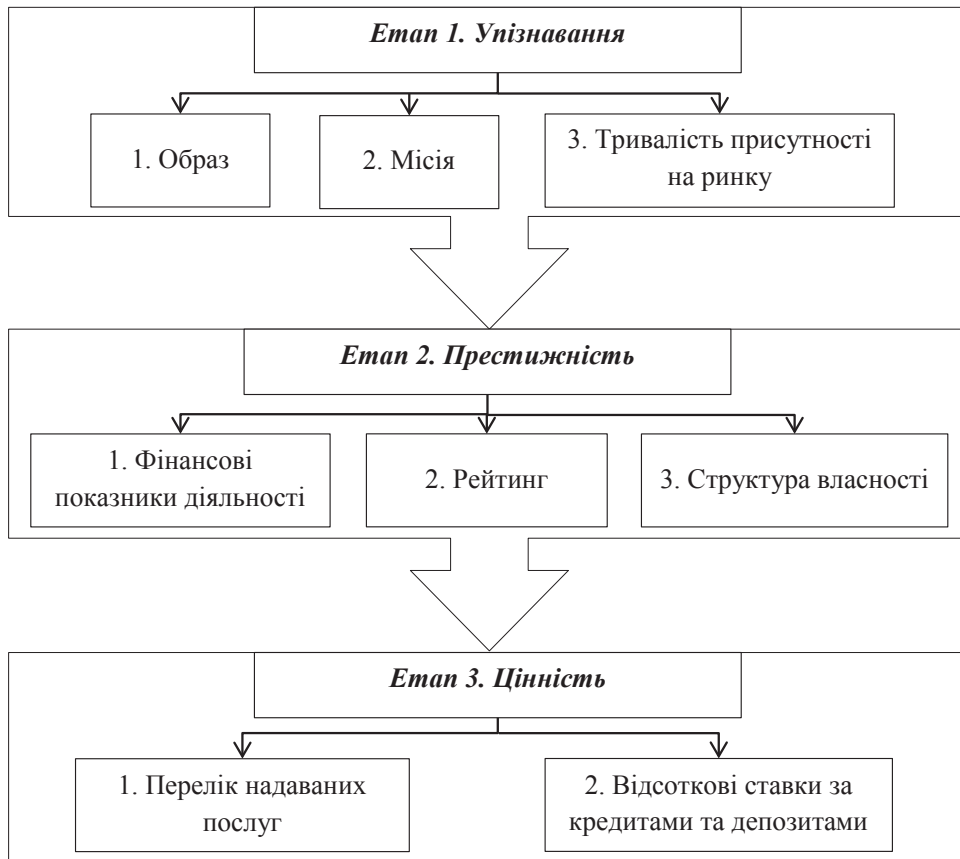 Етап 1. Упізнавання
1. Образ
2. Місія
3. Тривалість присутності
на ринку
Етап 2. Престижність
1. Фінансові
показники діяльності
2. Рейтинг
3. Структура власності
Етап 3. Цінність
1. Перелік надаваних
послуг
2. Відсоткові ставки за
кредитами та депозитами